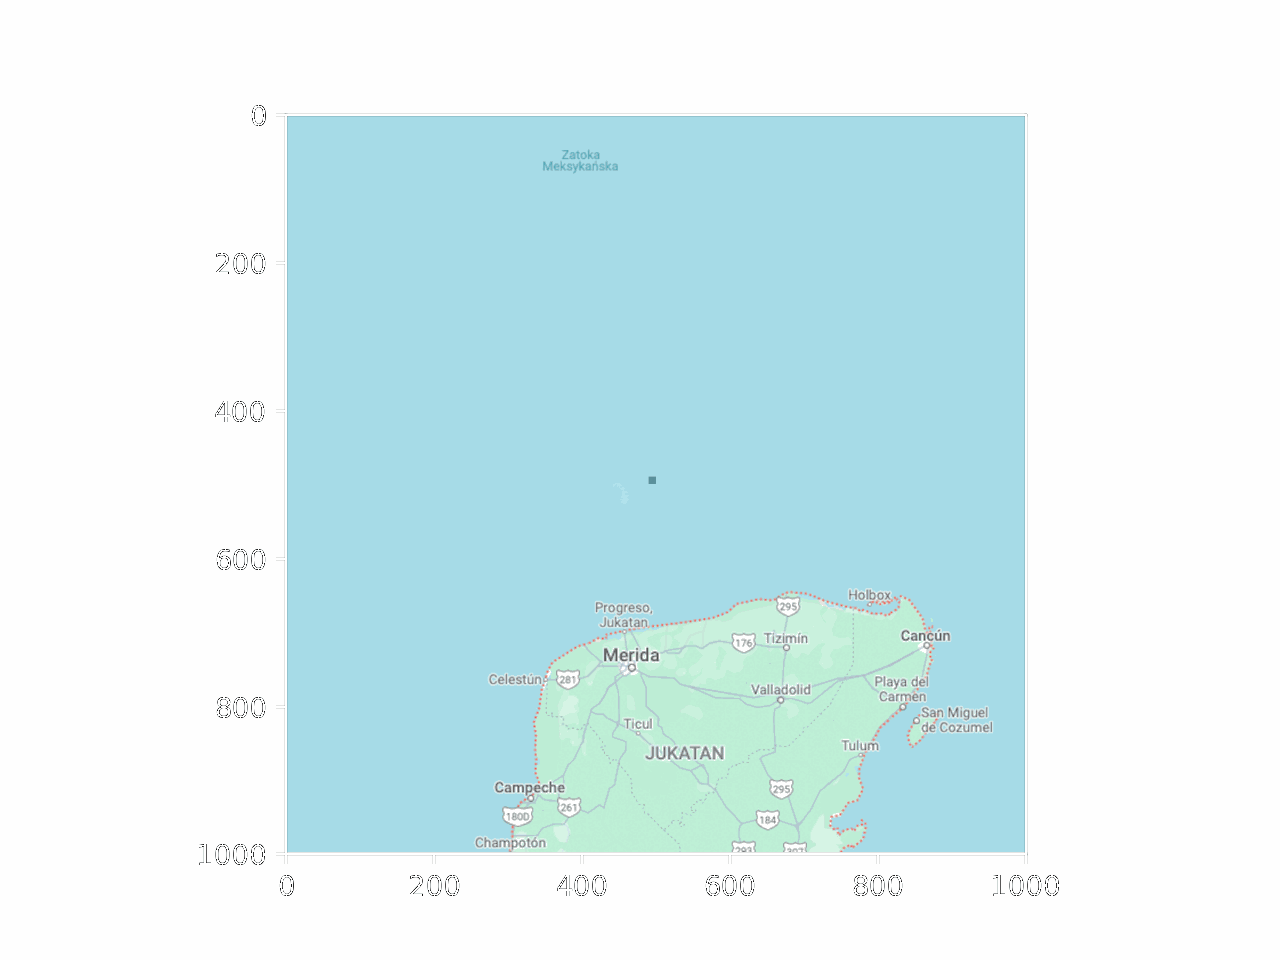 0
Zatoka
Meksykańska
200
400
600
Holbox
295
Progreso,
Jukatan
Cancún
176
Tizimín
Merida
Celestún
281
Playa del
Carmen
Valladolid
800
San Miguel
de Cozumel
Ticul
Tulum
JUKATAN
Campeche
295
261
180D
184
Champotón
293
307
1000
0
200
400
600
800
1000